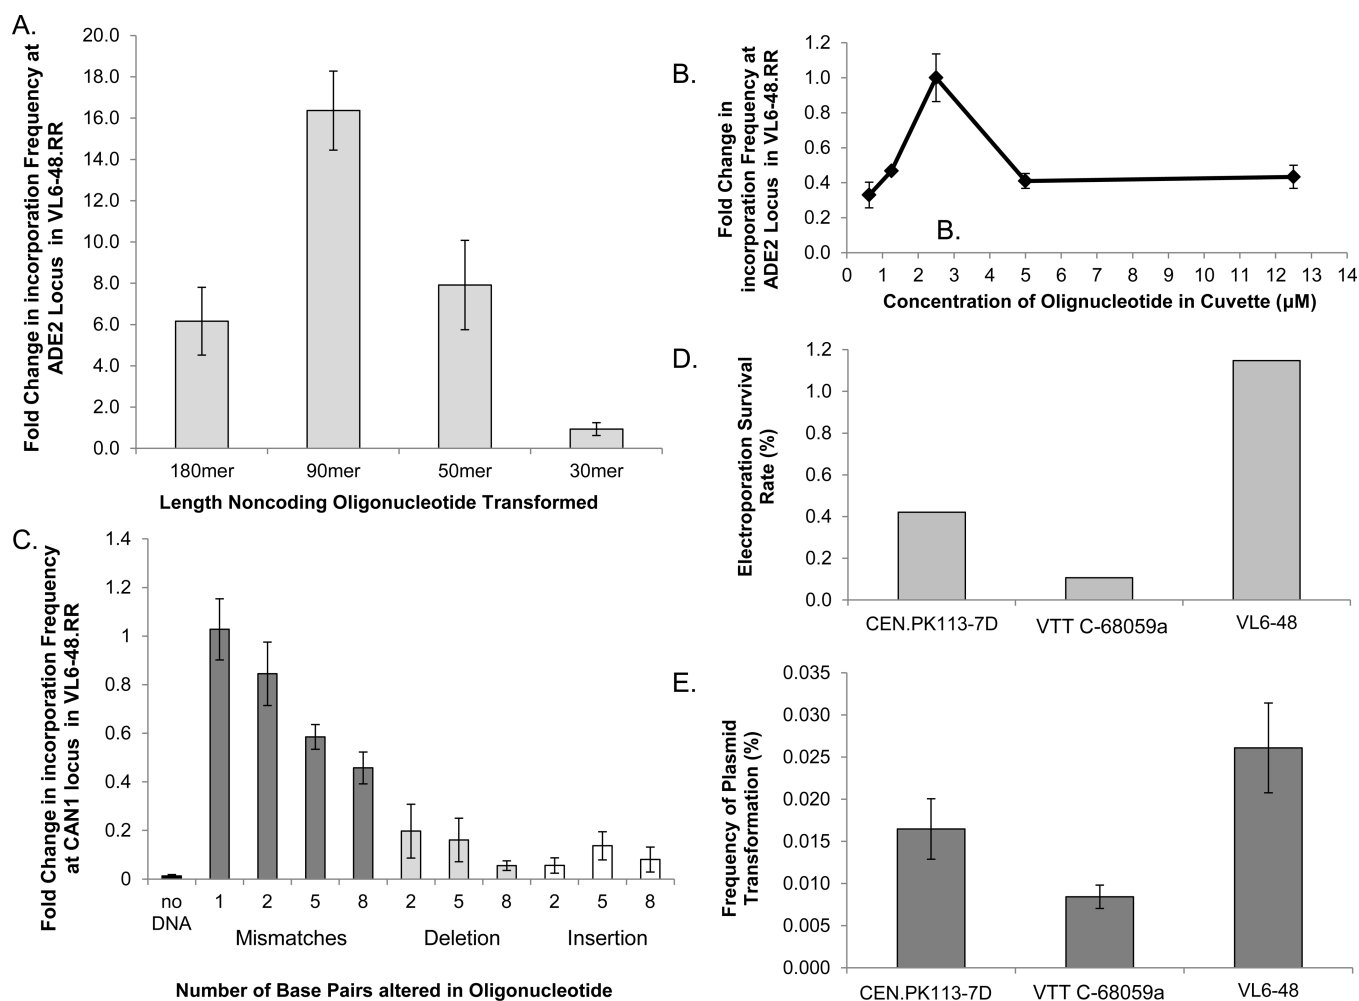 A.
Fold Change in incorporation Frequency at
ADE2 Locus in VL6-48.RR
20.0
18.0
16.0
14.0
12.0
10.0
8.0
6.0
4.0
2.0
0.0
180mer 90mer 50mer 30mer
Length Noncoding Oligonucleotide Transformed
B.
Fold Change in
incorporation Frequency at
ADE2 Locus in VL6-48.RR
1.2
1.0
0.8
0.6
0.4
0.2
0.0
B.
0 1 2 3 4 5 6 7 8 9 10 11 12 13 14
Concentration of Olignucleotide in Cuvette (µM)
C.
Fold Change in incorporation Frequency
at CAN1 locus in VL6-48.RR
1.4
1.2
1
0.8
0.6
0.4
0.2
0
no
DNA
1 2 5 8 2 5 8 2 5 8
Mismatches Deletion Insertion
Number of Base Pairs altered in Oligonucleotide
D.
Electroporation Survival
Rate (%)
1.2
1.0
0.8
0.6
0.4
0.2
0.0
CEN.PK113-7D VTT C-68059a VL6-48
E.
Frequency of Plasmid
Transformation (%)
0.035
0.030
0.025
0.020
0.015
0.010
0.005
0.000
CEN.PK113-7D VTT C-68059a VL6-48